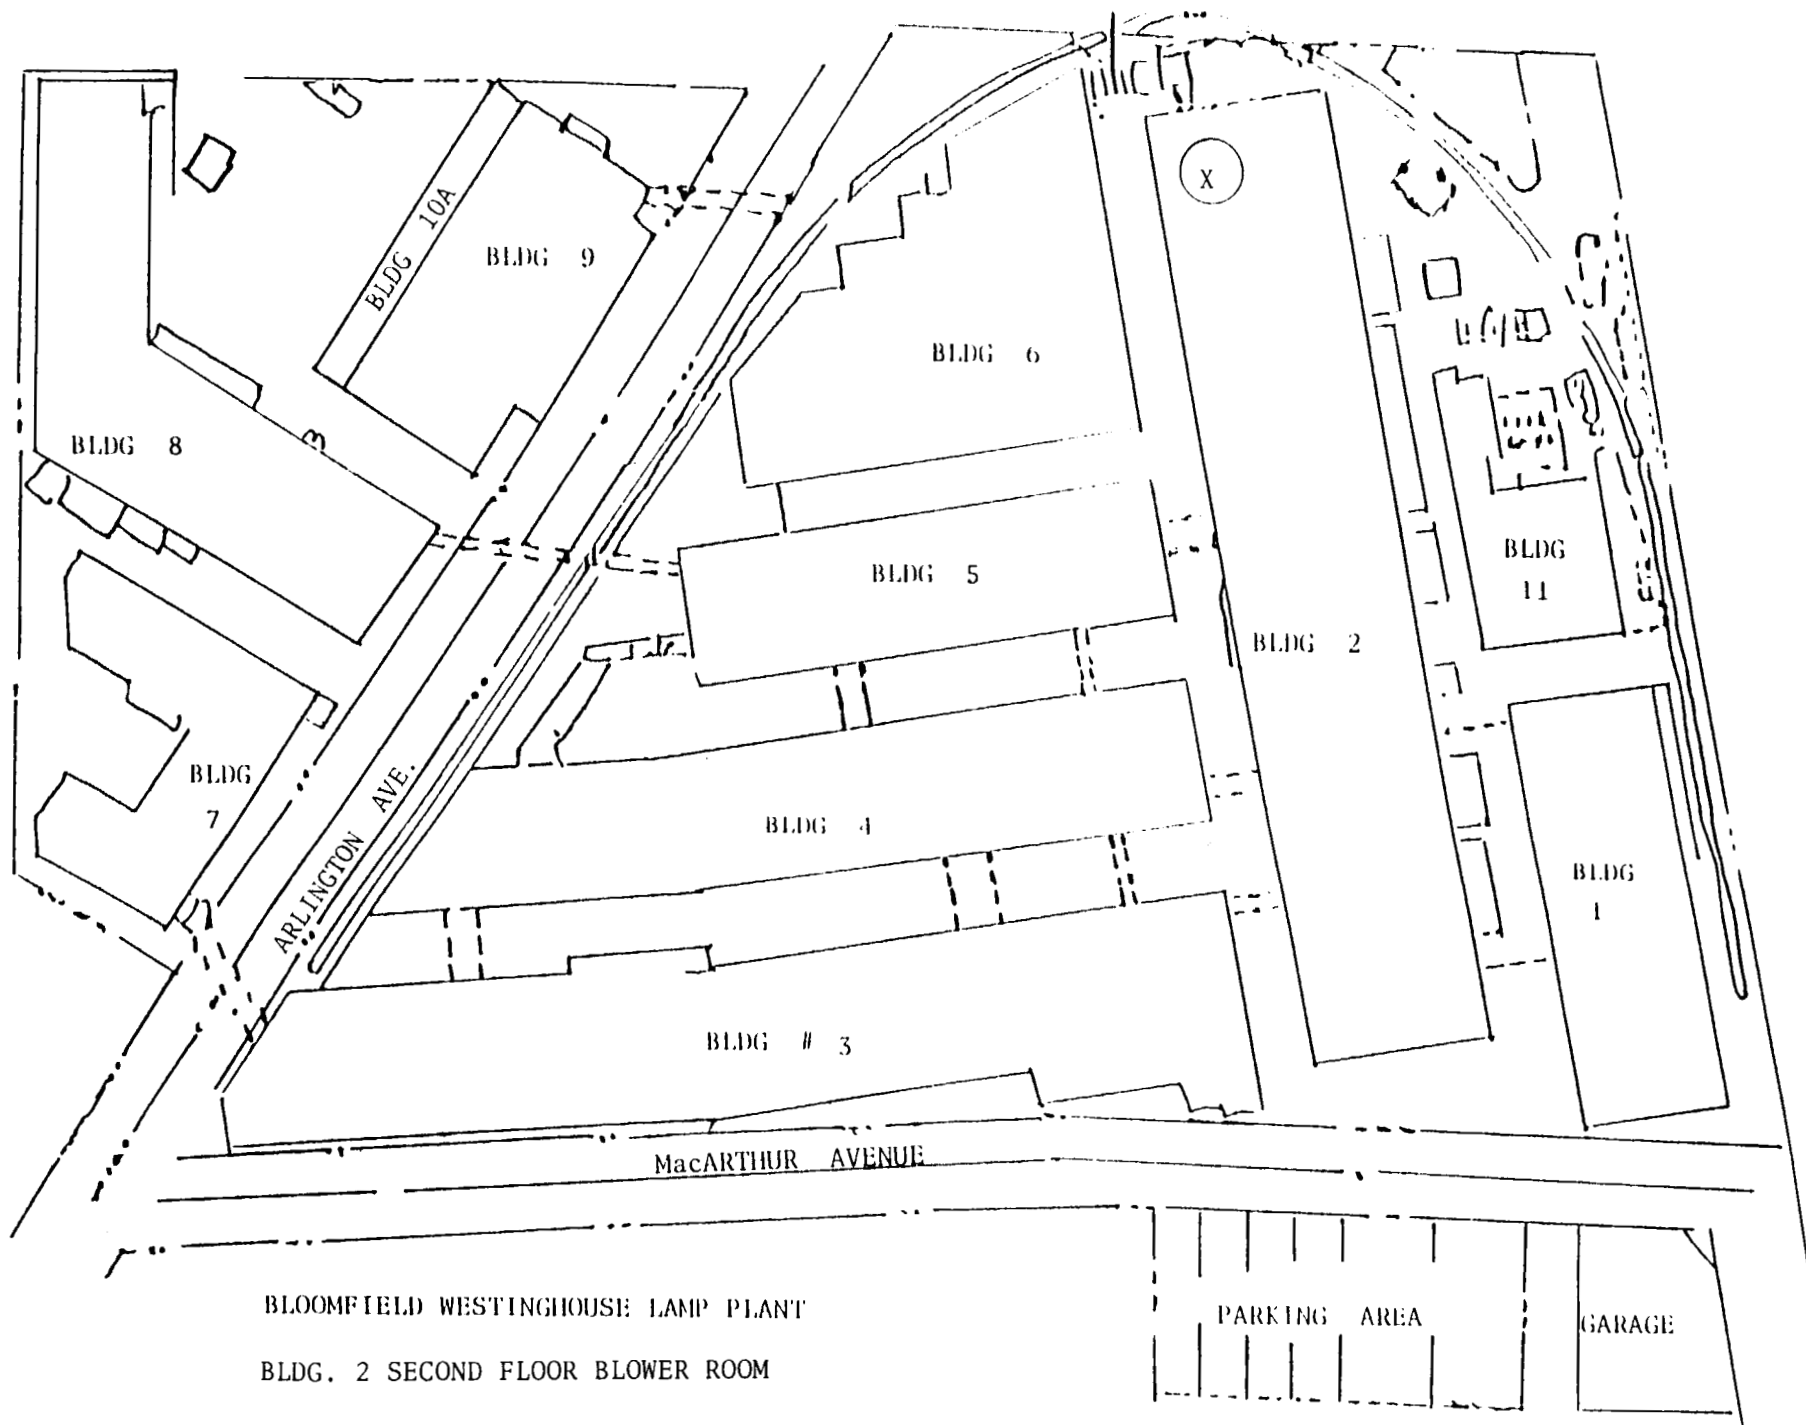 X
BLDG 10A
BLDG 9
BLDG 6
BLDG 8
BLDG 5
BLDG
11
BLDG 2
BLDG
7
ARLINGTON AVE.
BLDG 4
BLDG
1
BLDG # 3
MacARTHUR AVENUE
PARKING AREA
GARAGE
BLOOMFIELD WESTINGHOUSE LAMP PLANT
BLDG. 2 SECOND FLOOR BLOWER ROOM